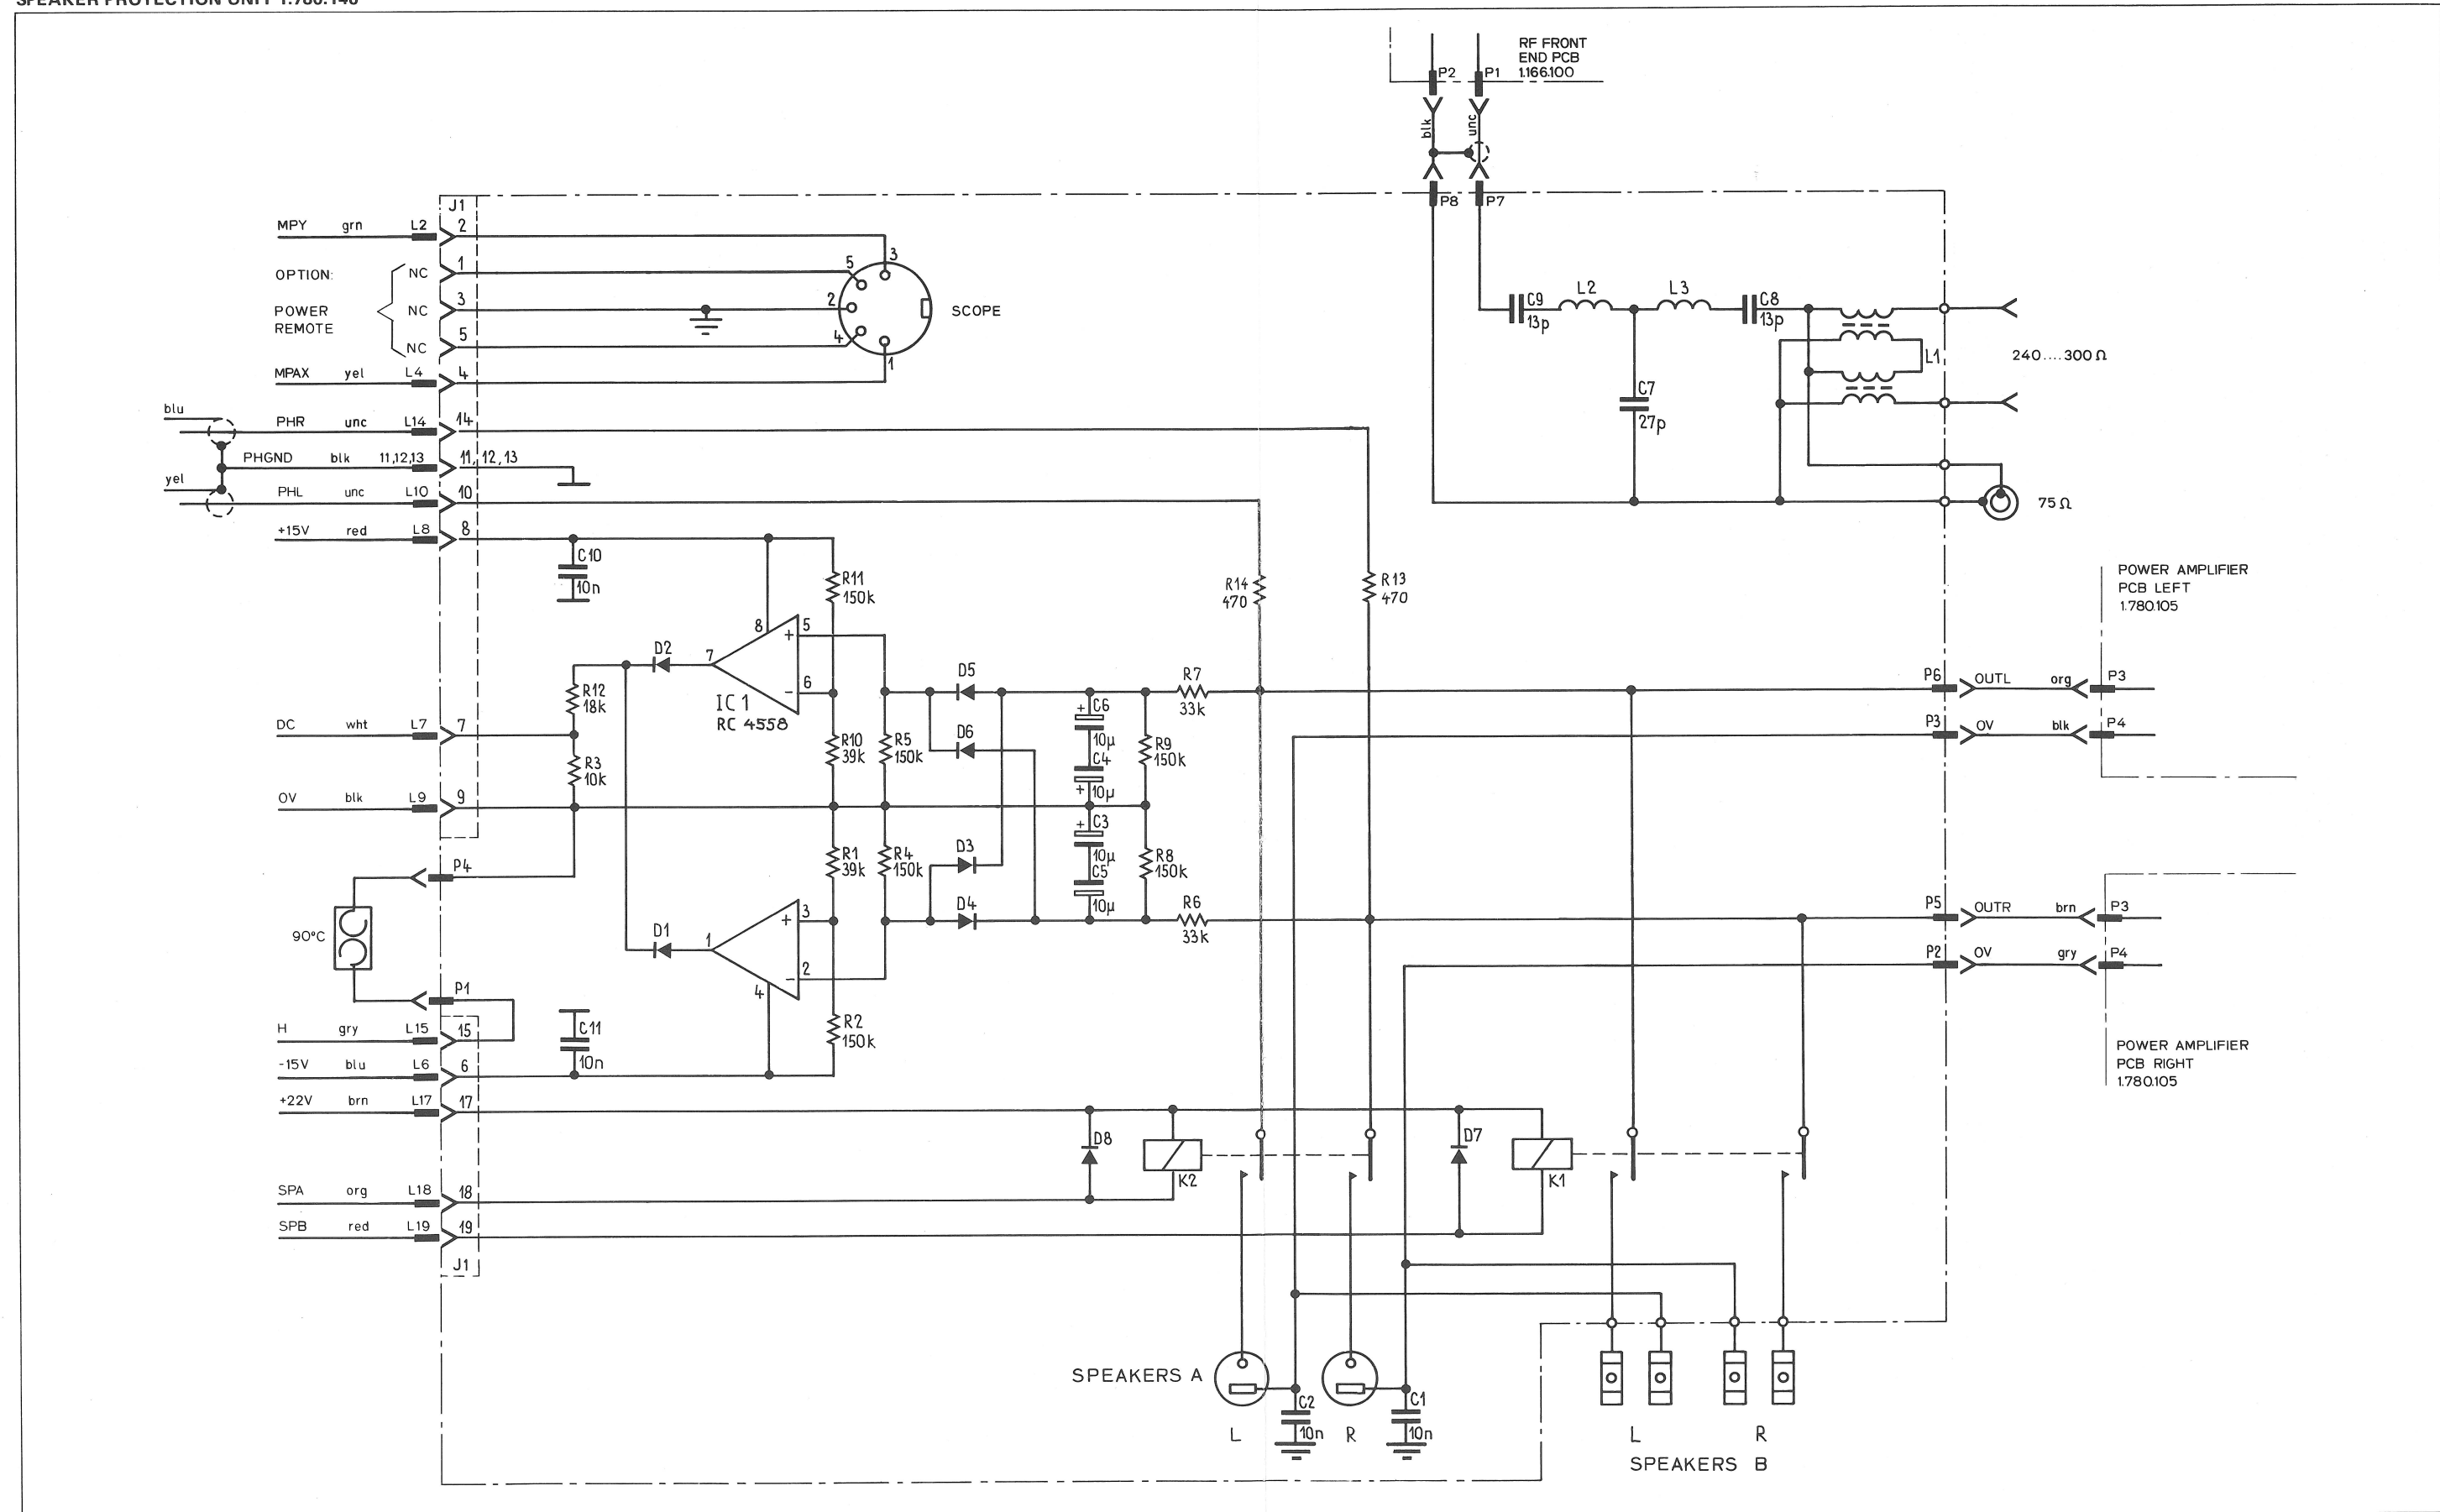 SPEAKER PROTECTION UNIT 1.780.140
RF FRONT
END PCB
1.166.100
P2
P1
blk
unc
P8
P7
J1
MPY grn L2 2
OPTION: NC 1
POWER
REMOTE
NC 3
NC 5
MPAX yel L4 4
5
3
2
4
1
SCOPE
C9
13p
L2
L3
C8
13p
C7
27p
L1
240....300Ω
75Ω
blu
PHR unc L14 14
PHGND blk 11,12,13 11,12,13
yel
PHL unc L10 10
+15V red L8 8
C10
10n
R11
150k
R14
470
R13
470
POWER AMPLIFIER
PCB LEFT
1.780.105
8
+ 5
D2
7
- 6
IC1
RC 4558
R12
18k
D5
D6
R7
33k
C6
+
10µ
C4
+ 10µ
R9
150k
R10
39k
R5
150k
P6 OUTL org P3
P3 OV blk P4
DC wht L7 7
R3
10k
OV blk L9 9
P4
R1
39k
R4
150k
D3
D4
+ C3
10µ
C5
10µ
R8
150k
R6
33k
90°C
D1
1
+ 3
- 2
4
P5 OUTR brn P3
P2 OV gry P4
P1
H gry L15 15
C11
10n
R2
150k
-15V blu L6 6
+22V brn L17 17
POWER AMPLIFIER
PCB RIGHT
1.780.105
D8
K2
D7
K1
SPA org L18 18
SPB red L19 19
J1
SPEAKERS A
C2
10n
C1
10n
L
R
L
R
SPEAKERS B